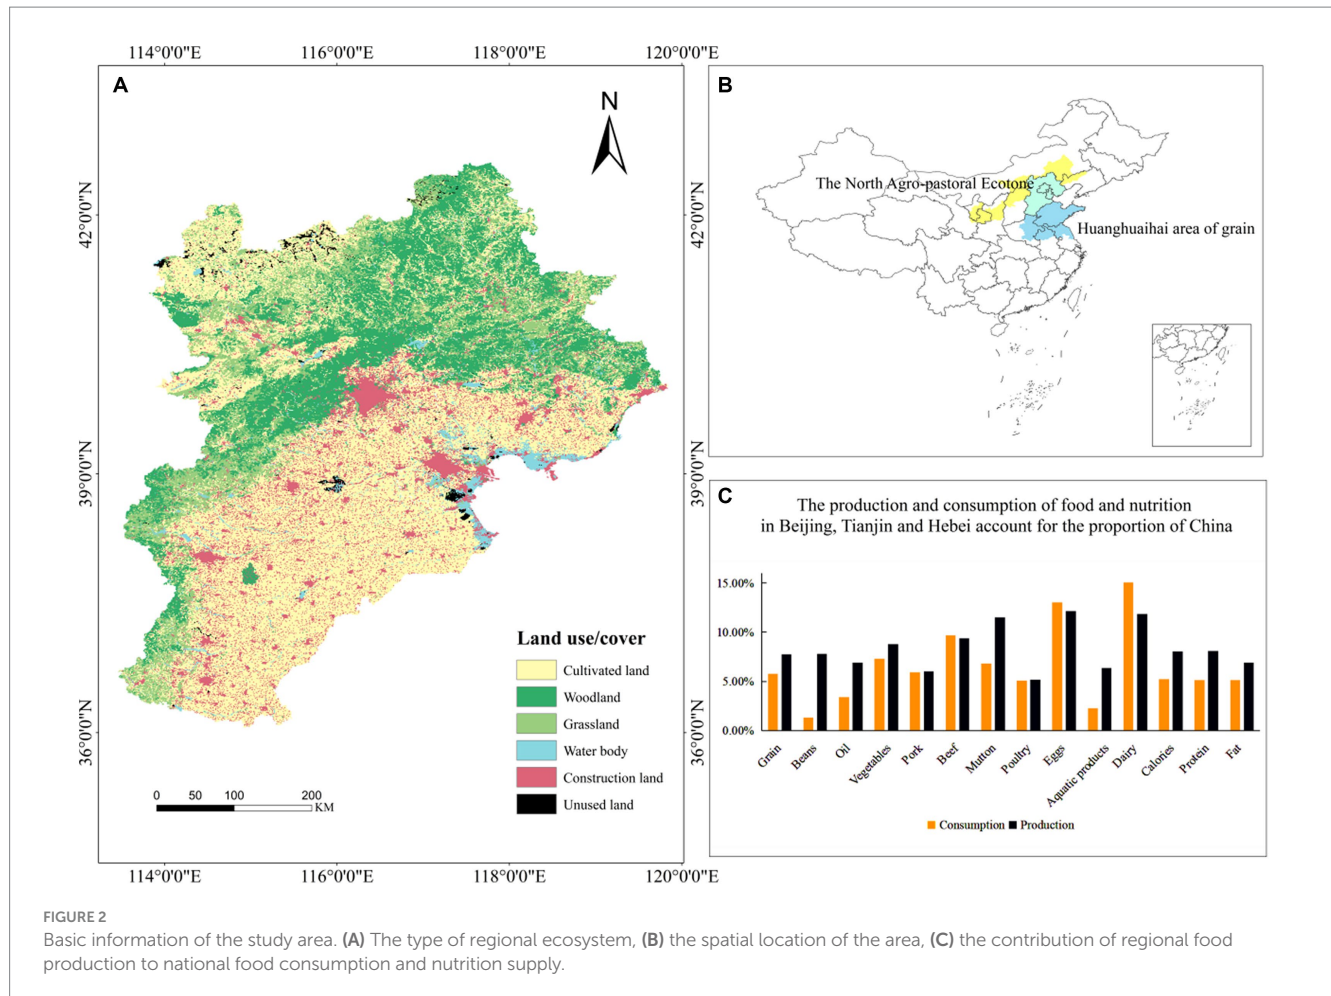 114°0'0"E 116°0'0"E 118°0'0"E 120°0'0"E
A
N
42°0'0"N
39°0'0"N
36°0'0"N
42°0'0"N
39°0'0"N
36°0'0"N
Land use/cover
Cultivated land
Woodland
Grassland
Water body
Construction land
Unused land
0 50 100 200
KM
114°0'0"E 116°0'0"E 118°0'0"E 120°0'0"E
B
The North Agro-pastoral Ecotone
Huanghuaihai area of grain
C
The production and consumption of food and nutrition
in Beijing, Tianjin and Hebei account for the proportion of China
15.00%
10.00%
5.00%
0.00%
Grain Beans Oil Vegetables Pork Beef Mutton Poultry Eggs Aquatic products Dairy Calories Protein Fat
Consumption Production
FIGURE 2
Basic information of the study area. (A) The type of regional ecosystem, (B) the spatial location of the area, (C) the contribution of regional food
production to national food consumption and nutrition supply.